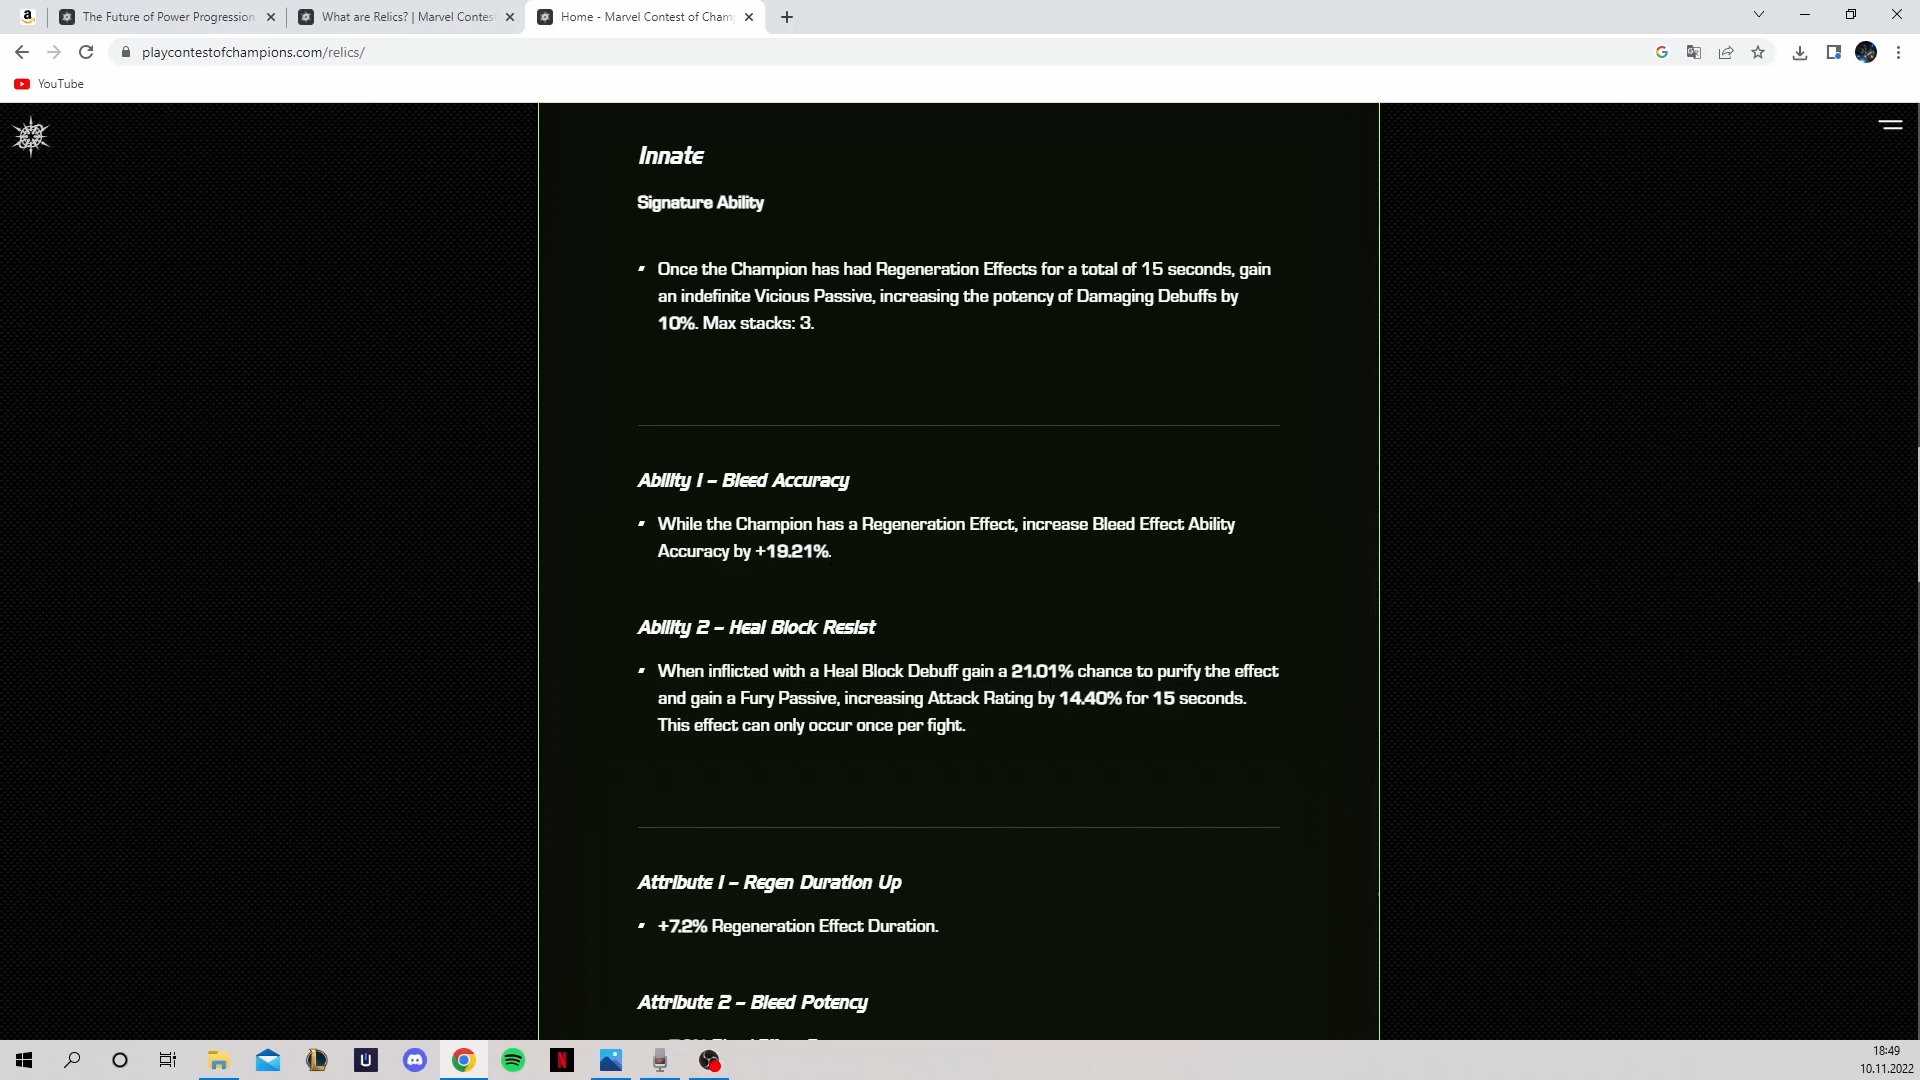 a
The Future of Power Progression
What are Relics? | Marvel Contest
Home - Marvel Contest of Cham
playcontestofchampions.com/relics/
YouTube
Innate
Signature Ability
Once the Champion has had Regeneration Effects for a total of 15 seconds, gain
an indefinite Vicious Passive, increasing the potency of Damaging Debuffs by
10%. Max stacks: 3.
Ability 1 – Bleed Accuracy
While the Champion has a Regeneration Effect, increase Bleed Effect Ability
Accuracy by +19.21%.
Ability 2 – Heal Block Resist
When inflicted with a Heal Block Debuff gain a 21.01% chance to purify the effect
and gain a Fury Passive, increasing Attack Rating by 14.40% for 15 seconds.
This effect can only occur once per fight.
Attribute 1 – Regen Duration Up
+7.2% Regeneration Effect Duration.
Attribute 2 – Bleed Potency
18:49
10.11.2022